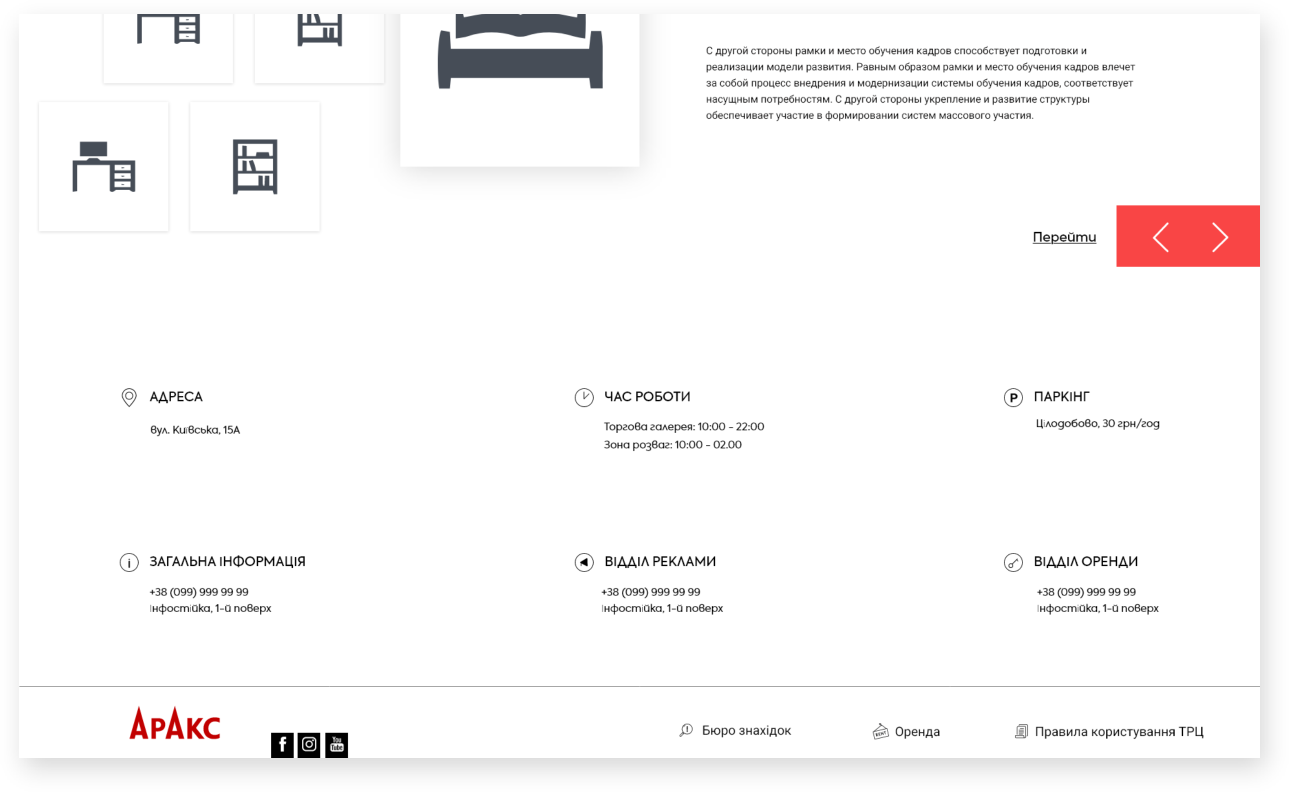 С другой стороны рамки и место обучения кадров способствует подготовки и
реализации модели развития. Равным образом рамки и место обучения кадров влечет
за собой процесс внедрения и модернизации системы обучения кадров, соответствует
насущным потребностям. С другой стороны укрепление и развитие структуры
обеспечивает участие в формировании систем массового участия.
Перейти
АДРЕСА
вул. Київська, 15А
ЧАС РОБОТИ
Торгова галерея: 10:00 - 22:00
Зона розваг: 10:00 - 02.00
P
ПАРКІНГ
Цілодобово, 30 грн/год
i
ЗАГАЛЬНА ІНФОРМАЦІЯ
+38 (099) 999 99 99
Інфостійка, 1-й поверх
ВІДДІЛ РЕКЛАМИ
+38 (099) 999 99 99
Інфостійка, 1-й поверх
ВІДДІЛ ОРЕНДИ
+38 (099) 999 99 99
Інфостійка, 1-й поверх
АрАкс
f
You
Tube
Бюро знахідок
RENT
Оренда
Правила користування ТРЦ